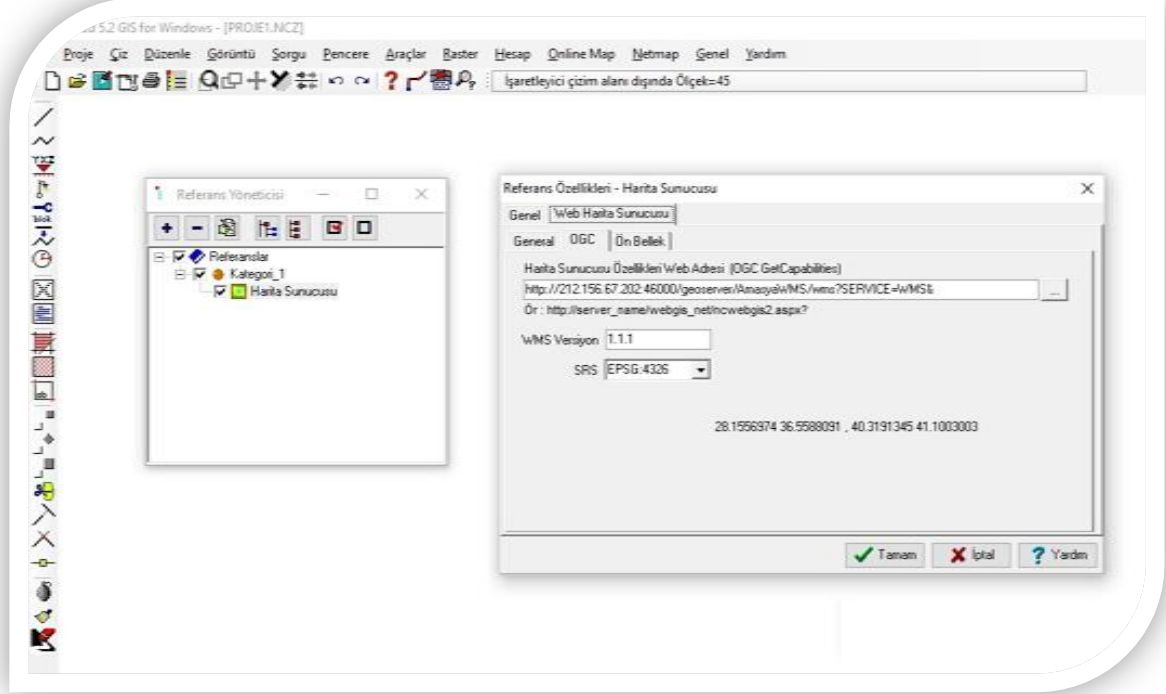 5.2 GIS for Windows - [PROJE1.NCZ]
Proje Çiz Düzenle Görüntü Sorgu Pencere Araçlar Raster Hesap Online Map Netmap Genel Yardım
İşaretleyici çizim alanı dışında Ölçek=45
YXZ
blok
Referans Yöneticisi
Referanslar
Kategori_1
Harita Sunucusu
Referans Özellikleri - Harita Sunucusu
Genel Web Harita Sunucusu
General OGC Ön Bellek
Harita Sunucusu Özellikleri Web Adresi (OGC GetCapabilities)
http://212.156.67.202:46000/geoserver/AmasyaWMS/wms?SERVICE=WMS&
...
Ör : http://server_name/webgis_net/ncwebgis2.aspx?
WMS Versiyon 1.1.1
SRS EPSG:4326
28.1556974 36.5588091 , 40.3191345 41.1003003
Tamam İptal Yardım